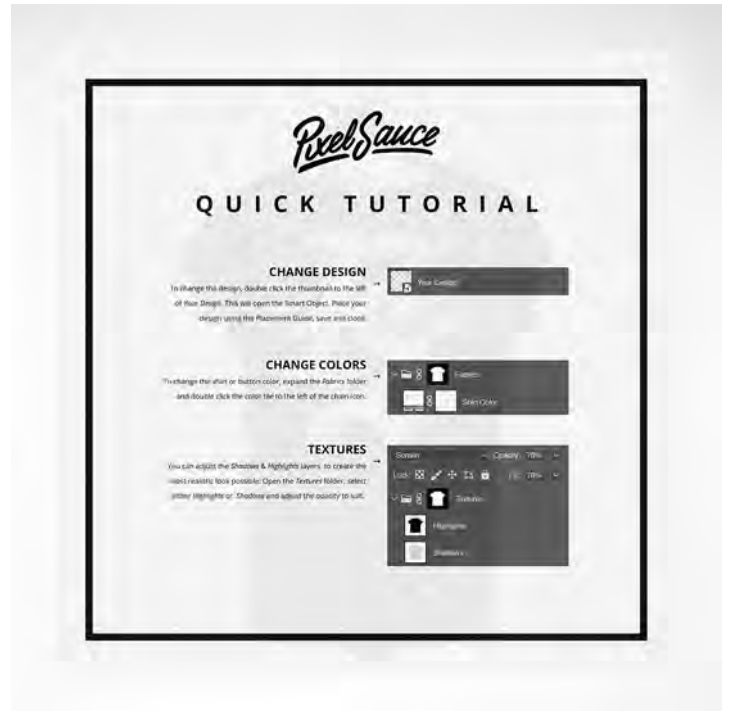 PixelSauce
QUICK TUTORIAL
CHANGE DESIGN
To change the design, double click the thumbnail to the left
of Your Design. This will open the Smart Object. Place your
design using the Placement Guide, save and close.
Your Design
CHANGE COLORS
To change the shirt or button color, expand the Fabrics folder
and double click the color tile to the left of the chain icon.
Fabrics
Shirt Color
TEXTURES
You can adjust the Shadows & Highlights layers, to create the
most realistic look possible. Open the Textures folder, select
either Highlights or Shadows and adjust the opacity to suit.
Screen Opacity: 70%
Lock: 70%
Textures
Highlights
Shadows